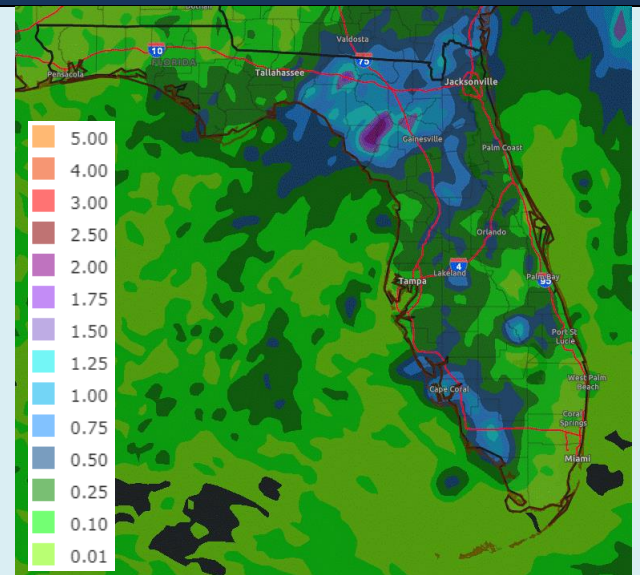 Valdosta
10
75
FLORIDA
Pensacola
Tallahassee
Jacksonville
5.00
Gainesville
4.00
Palm Coast
3.00
2.50
Orlando
2.00
4
Lakeland
Palm Bay
95
Tampa
1.75
1.50
Port St
Lucie
1.25
1.00
Cape Coral
West Palm
Beach
0.75
Coral
Springs
0.50
Miami
0.25
0.10
0.01